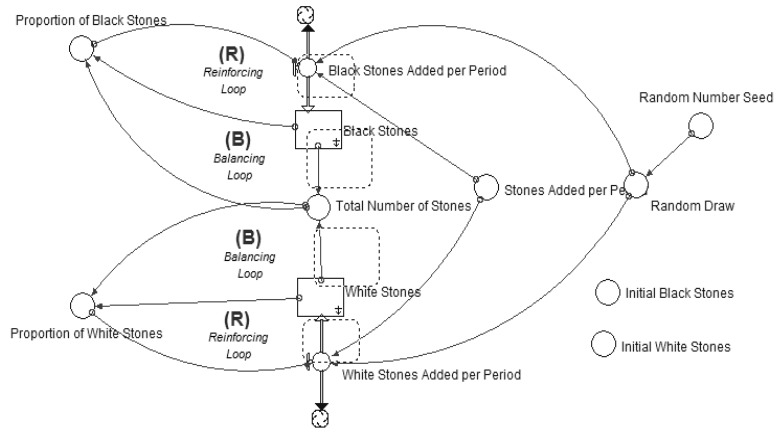 Proportion of Black Stones
(R)
Reinforcing
Loop
Black Stones Added per Period
Random Number Seed
Black Stones
(B)
Balancing
Loop
Stones Added per
Total Number of Stones
Random Draw
(B)
Balancing
Loop
White Stones
Initial Black Stones
Proportion of White Stones
(R)
Reinforcing
Loop
Initial White Stones
White Stones Added per Period